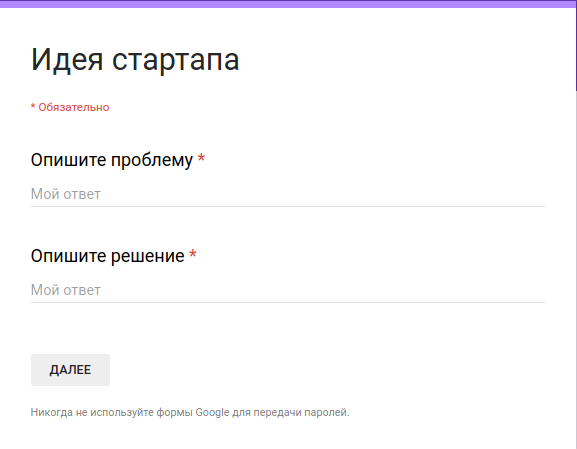 Идея стартапа
* Обязательно
Опишите проблему *
Мой ответ
Опишите решение *
Мой ответ
ДАЛЕЕ
Никогда не используйте формы Google для передачи паролей.